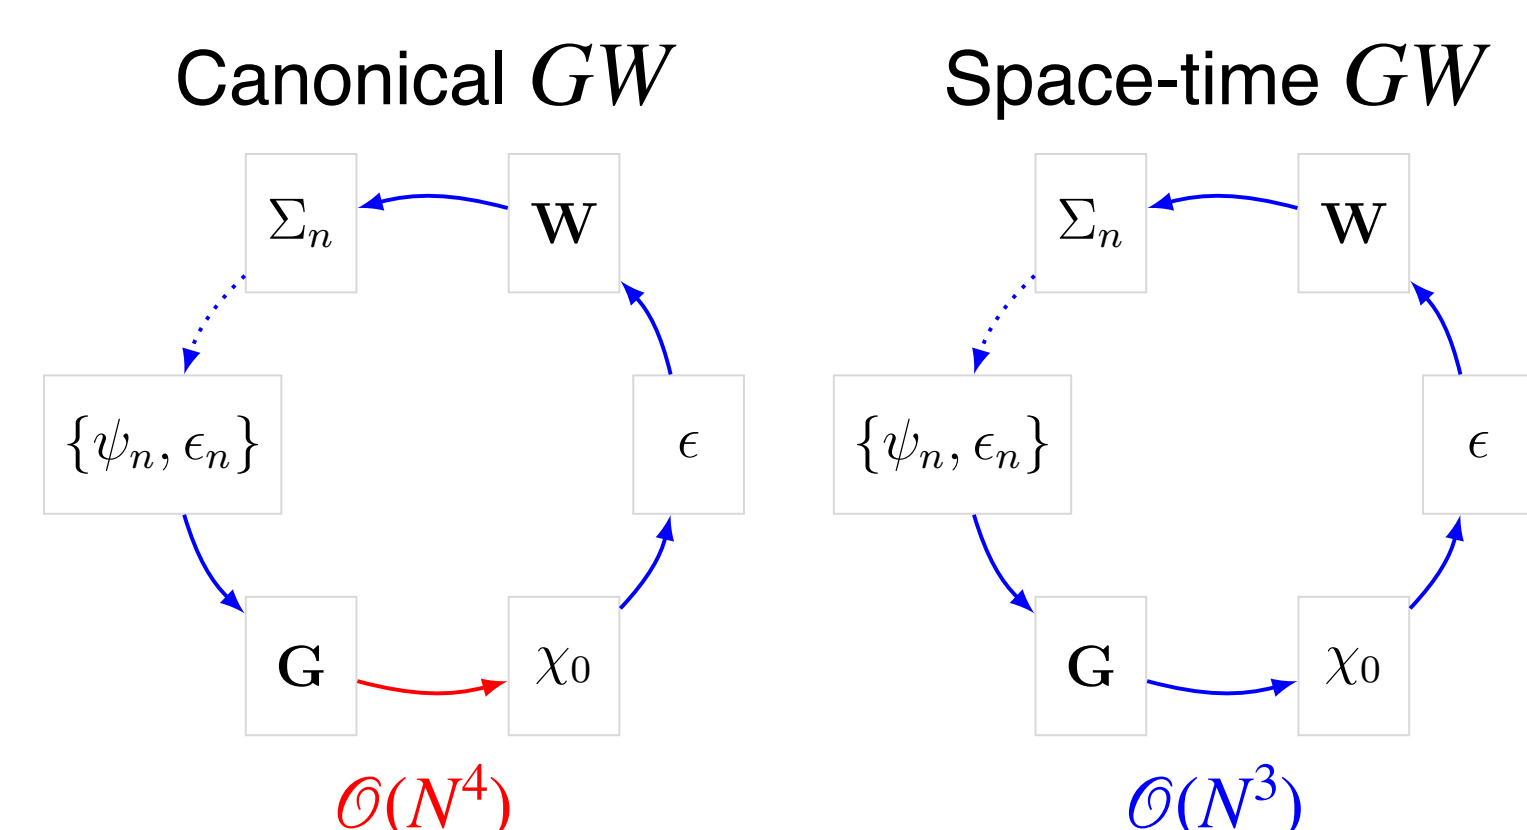 Canonical GW
Σₙ
W
{ψₙ, ϵₙ}
ϵ
G
χ₀
𝒪(N⁴)
Space-time GW
Σₙ
W
{ψₙ, ϵₙ}
ϵ
G
χ₀
𝒪(N³)